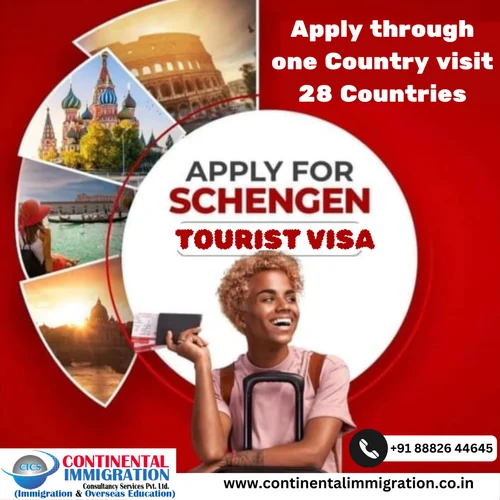 Apply through
one Country visit
28 Countries
APPLY FOR
SCHENGEN
TOURIST VISA
+91 88826 44645
CICS
CONTINENTAL
IMMIGRATION
Consultancy Services Pvt. Ltd.
(Immigration & Overseas Education)
www.continentalimmigration.co.in